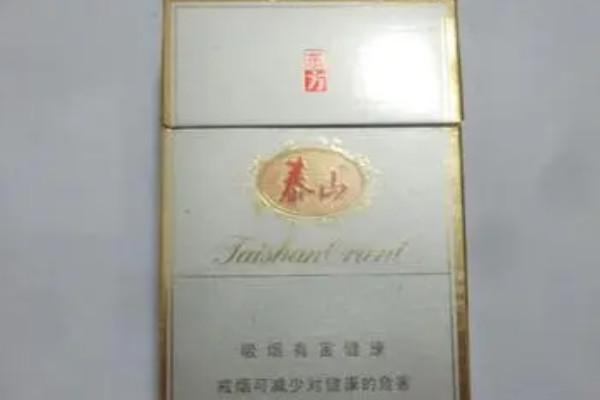 东方
泰山
Taishan Orient
吸烟有害健康
戒烟可减少对健康的危害